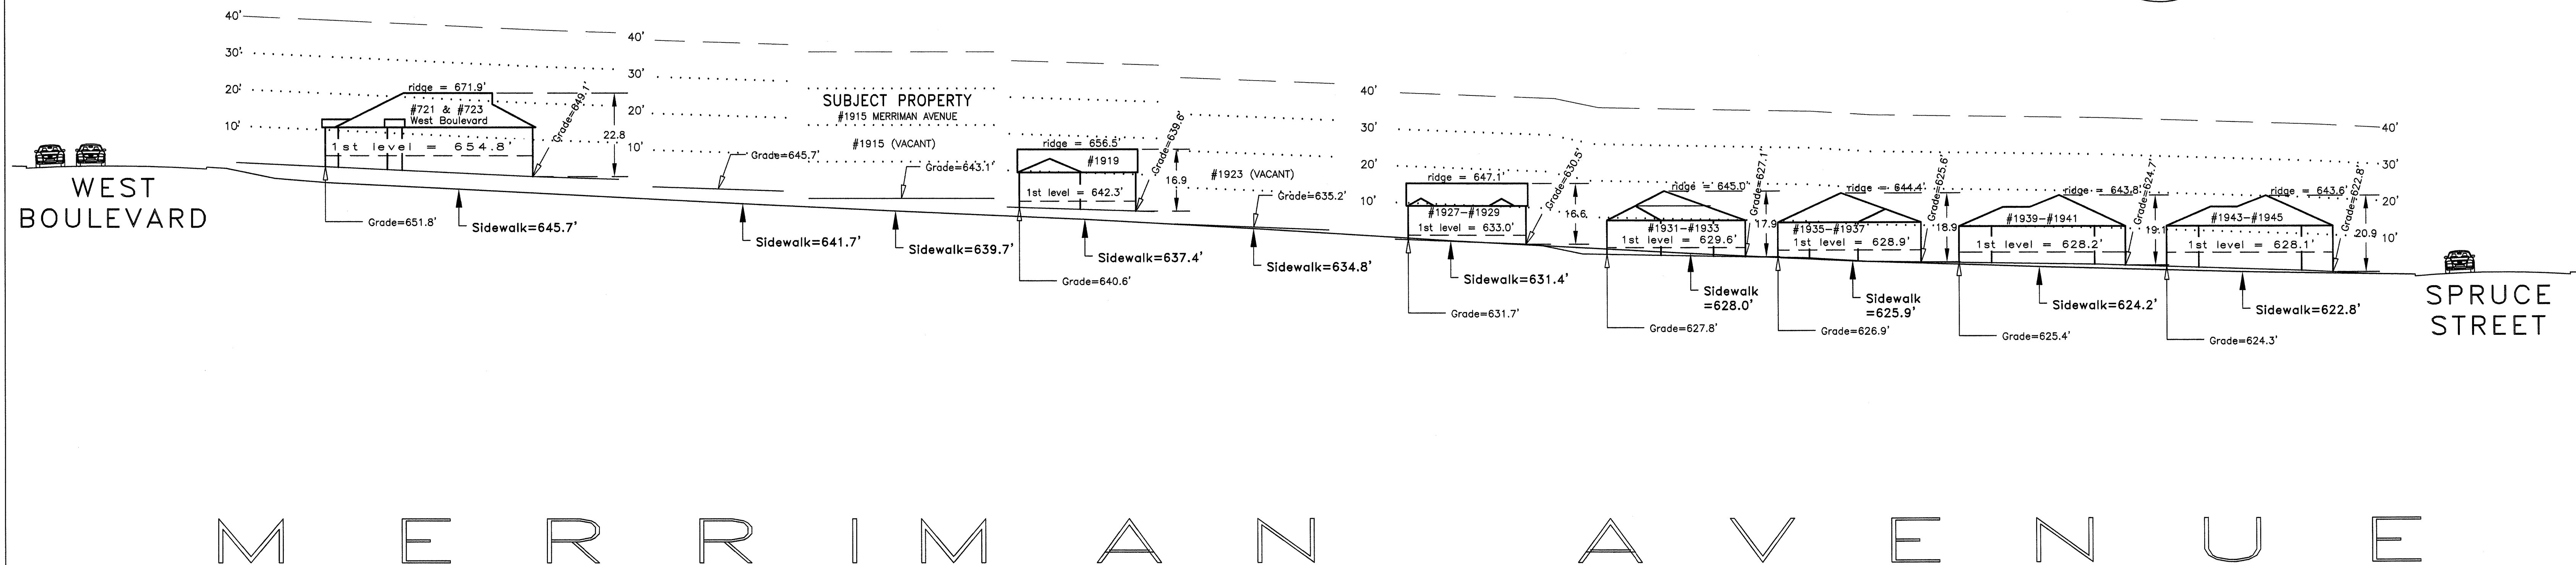 40'
30'
20'
10'
WEST
BOULEVARD
ridge = 671.9'
#721 & #723
West Boulevard
1st level = 654.8'
Grade=651.8'
Grade=649.1'
22.8
Sidewalk=645.7'
40'
30'
20'
10'
Grade=645.7'
Sidewalk=641.7'
SUBJECT PROPERTY
#1915 MERRIMAN AVENUE
#1915 (VACANT)
Grade=643.1'
Sidewalk=639.7'
ridge = 656.5'
#1919
1st level = 642.3'
Grade=640.6'
Grade=639.6'
16.9
Sidewalk=637.4'
#1923 (VACANT)
Grade=635.2'
Sidewalk=634.8'
40'
30'
20'
10'
ridge = 647.1'
#1927-#1929
1st level = 633.0'
Grade=631.7'
Grade=630.5'
16.6
Sidewalk=631.4'
ridge = 645.0'
#1931-#1933
1st level = 629.6'
Grade=627.8'
Grade=627.1'
17.9
Sidewalk
=628.0'
ridge = 644.4'
#1935-#1937
1st level = 628.9'
Grade=626.9'
Grade=625.6'
18.9
Sidewalk
=625.9'
ridge = 643.8'
#1939-#1941
1st level = 628.2'
Grade=625.4'
Grade=624.7'
19.1
Sidewalk=624.2'
ridge = 643.6'
#1943-#1945
1st level = 628.1'
Grade=624.3'
Grade=622.8'
20.9
Sidewalk=622.8'
40'
30'
20'
10'
SPRUCE
STREET
MERRIMAN AVENUE